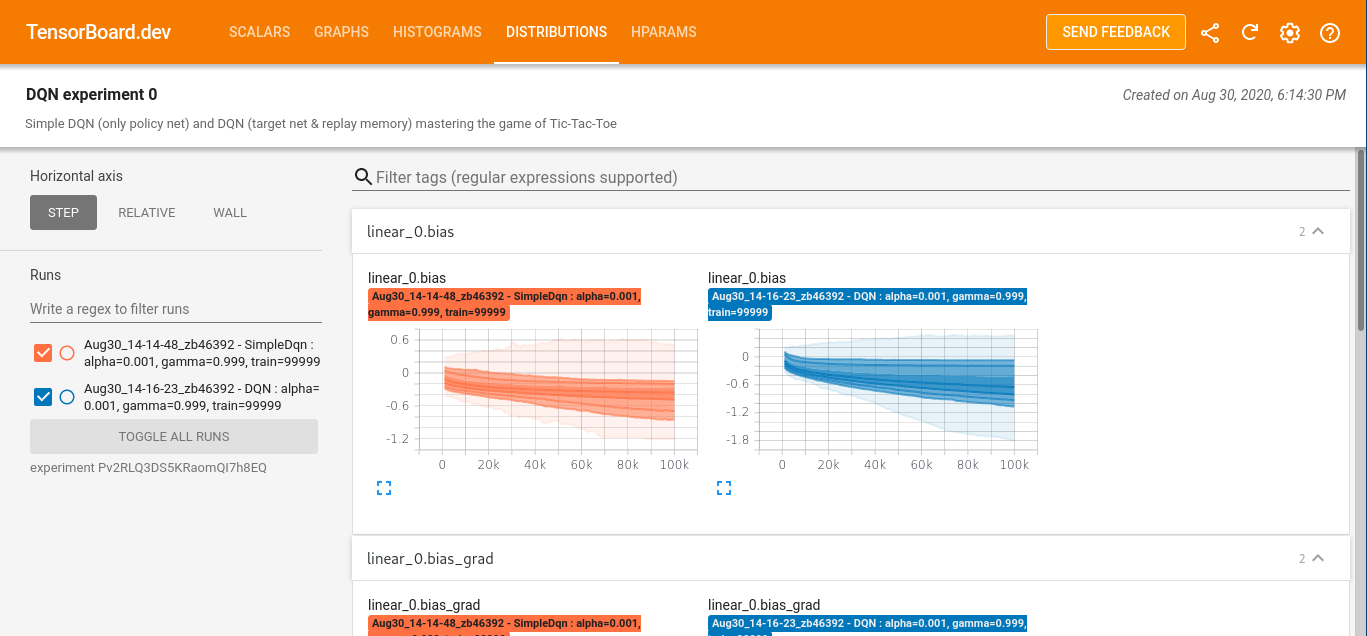 TensorBoard.dev
SCALARS GRAPHS HISTOGRAMS DISTRIBUTIONS HPARAMS
SEND FEEDBACK
DQN experiment 0
Created on Aug 30, 2020, 6:14:30 PM
Simple DQN (only policy net) and DQN (target net & replay memory) mastering the game of Tic-Tac-Toe
Horizontal axis
STEP RELATIVE WALL
Runs
Write a regex to filter runs
Aug30_14-14-48_zb46392 - SimpleDqn :
alpha=0.001, gamma=0.999, train=99999
Aug30_14-16-23_zb46392 - DQN : alpha=
0.001, gamma=0.999, train=99999
TOGGLE ALL RUNS
experiment Pv2RLQ3DS5KRaomQI7h8EQ
Filter tags (regular expressions supported)
linear_0.bias
2
linear_0.bias
Aug30_14-14-48_zb46392 - SimpleDqn : alpha=0.001,
gamma=0.999, train=99999
0.6
0
-0.6
-1.2
0 20k 40k 60k 80k 100k
linear_0.bias
Aug30_14-16-23_zb46392 - DQN : alpha=0.001, gamma=0.999,
train=99999
0
-0.6
-1.2
-1.8
0 20k 40k 60k 80k 100k
linear_0.bias_grad
2
linear_0.bias_grad
Aug30_14-14-48_zb46392 - SimpleDqn : alpha=0.001,
linear_0.bias_grad
Aug30_14-16-23_zb46392 - DQN : alpha=0.001, gamma=0.999,